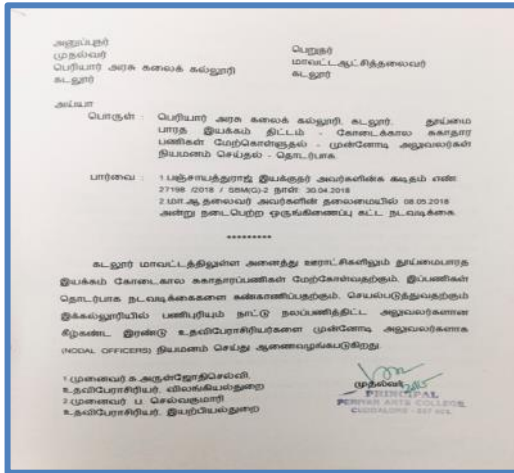 அனுப்புநர்
முதல்வர்
பெரியார் அரசு கலைக் கல்லூரி
கடலூர்
பெறுநர்
மாவட்டஆட்சித்தலைவர்
கடலூர்
அய்யா
பொருள் : பெரியார் அரசு கலைக் கல்லூரி, கடலூர். தூய்மை
பாரத இயக்கம் திட்டம் - கோடைக்கால சுகாதார
பணிகள் மேற்கொள்ளுதல் - முன்னோடி அலுவலர்கள்
நியமனம் செய்தல் - தொடர்பாக.
பார்வை : 1.பஞ்சாயத்துராஜ் இயக்குநர் அவர்களின்க கடிதம் எண்:
27198 /2018 / SBM(G)-2 நாள்: 30.04.2018
2.மா.ஆ.தலைவர் அவர்களின் தலைமையில் 08.05.2018
அன்று நடைபெற்ற ஒருங்கிணைப்பு கூட்ட நடவடிக்கை.
*********
கடலூர் மாவட்டத்திலுள்ள அனைத்து ஊராட்சிகளிலும் தூய்மைபாரத
இயக்கம் கோடைகால சுகாதாரப்பணிகள் மேற்கோள்வதற்கும், இப்பணிகள்
தொடர்பாக நடவடிக்கைகளை கண்காணிப்பதற்கும், செயல்படுத்துவதற்கும்
இக்கல்லூரியில் பணிபுரியும் நாட்டு நலப்பணித்திட்ட அலுவலர்களான
கீழ்கண்ட இரண்டு உதவிபேராசிரியர்களை முன்னோடி அலுவலர்களாக
(NODAL OFFICERS) நியமனம் செய்து ஆணைவழங்கபடுகிறது.
1.முனைவர்.க.அருள்ஜோதிசெல்வி,
உதவிபேராசிரியர், விலங்கியல்துறை
2.முனைவர். ப. செல்வகுமாரி
உதவிபேராசிரியர், இயற்பியல்துறை
முதல்வர்
PRINCIPAL
PERIYAR ARTS COLLEGE,
CUDDALORE - 607 001.